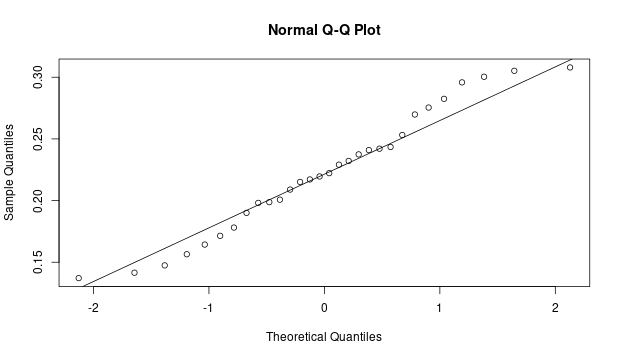 Normal Q-Q Plot
0.30
0.25
0.20
0.15
Sample Quantiles
-2 -1 0 1 2
Theoretical Quantiles